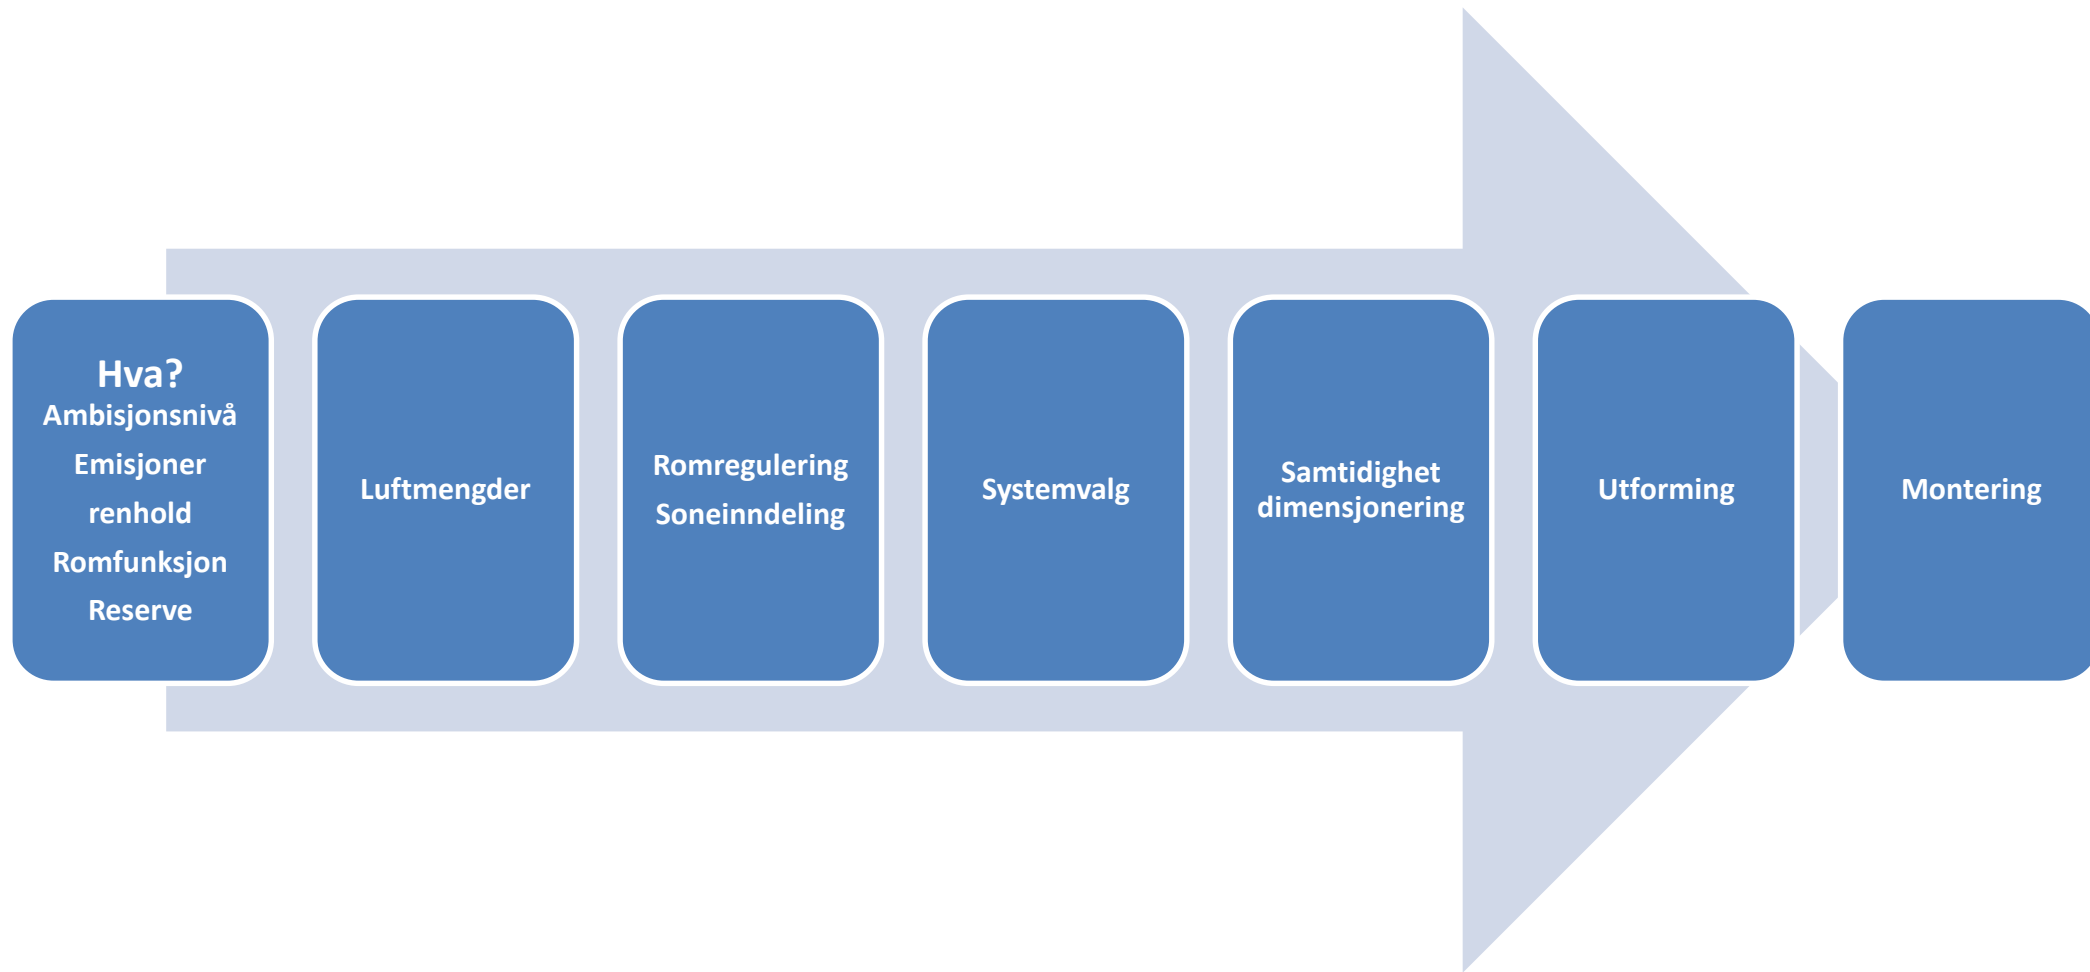 Hva?
Ambisjonsnivå
Emisjoner
renhold
Romfunksjon
Reserve
Luftmengder
Romregulering
Soneinndeling
Systemvalg
Samtidighet
dimensjonering
Utforming
Montering